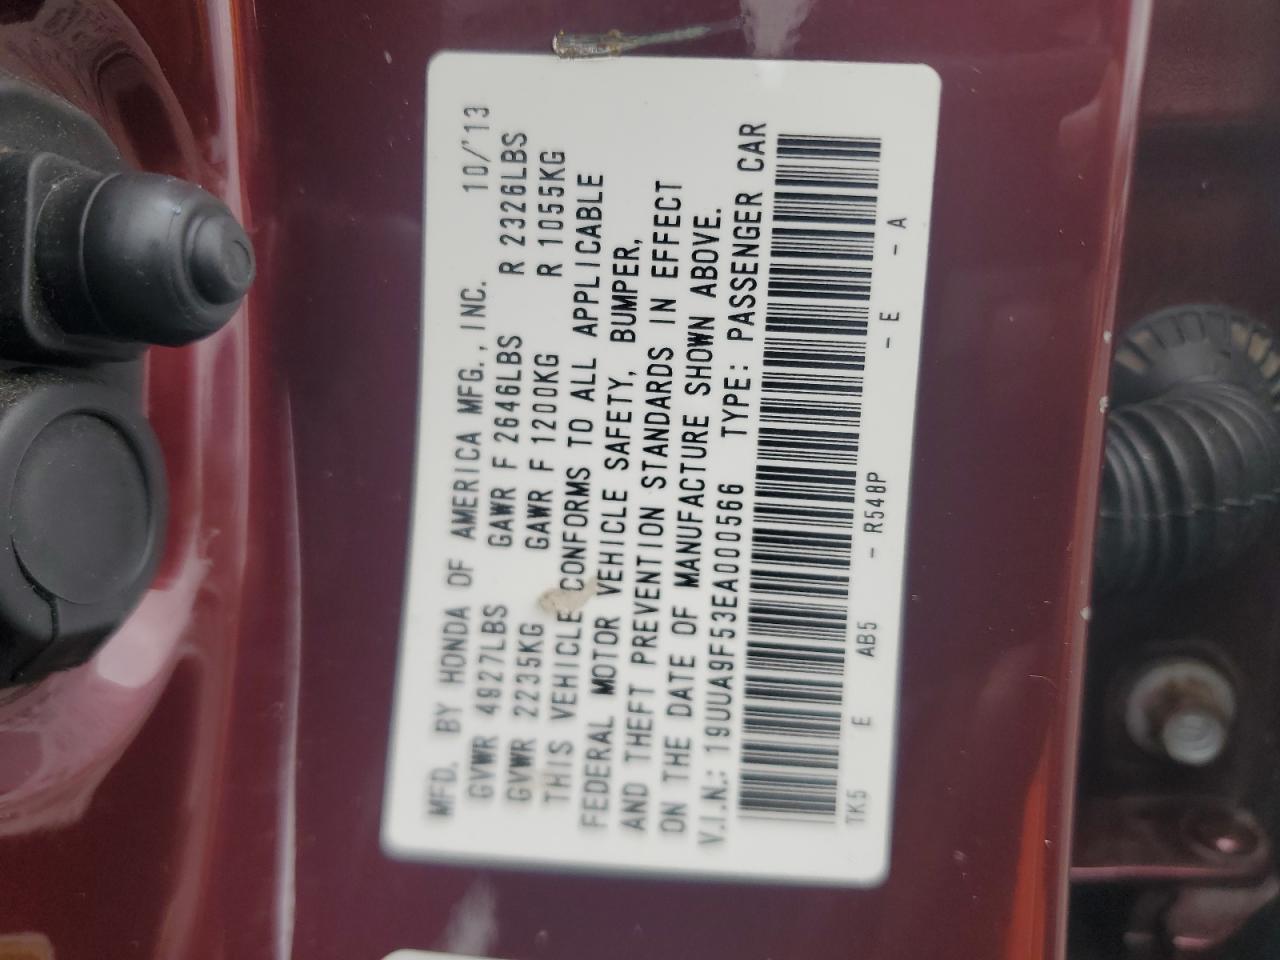 MFD. BY HONDA OF AMERICA MFG., INC. 10/'13
GVWR 4927LBS GAWR F 2646LBS R 2326LBS
GVWR 2235KG GAWR F 1200KG R 1055KG
THIS VEHICLE CONFORMS TO ALL APPLICABLE
FEDERAL MOTOR VEHICLE SAFETY, BUMPER,
AND THEFT PREVENTION STANDARDS IN EFFECT
ON THE DATE OF MANUFACTURE SHOWN ABOVE.
V.I.N.: 19UUA9F53EA000566 TYPE: PASSENGER CAR
TK5 E AB5 - R548P - E - A